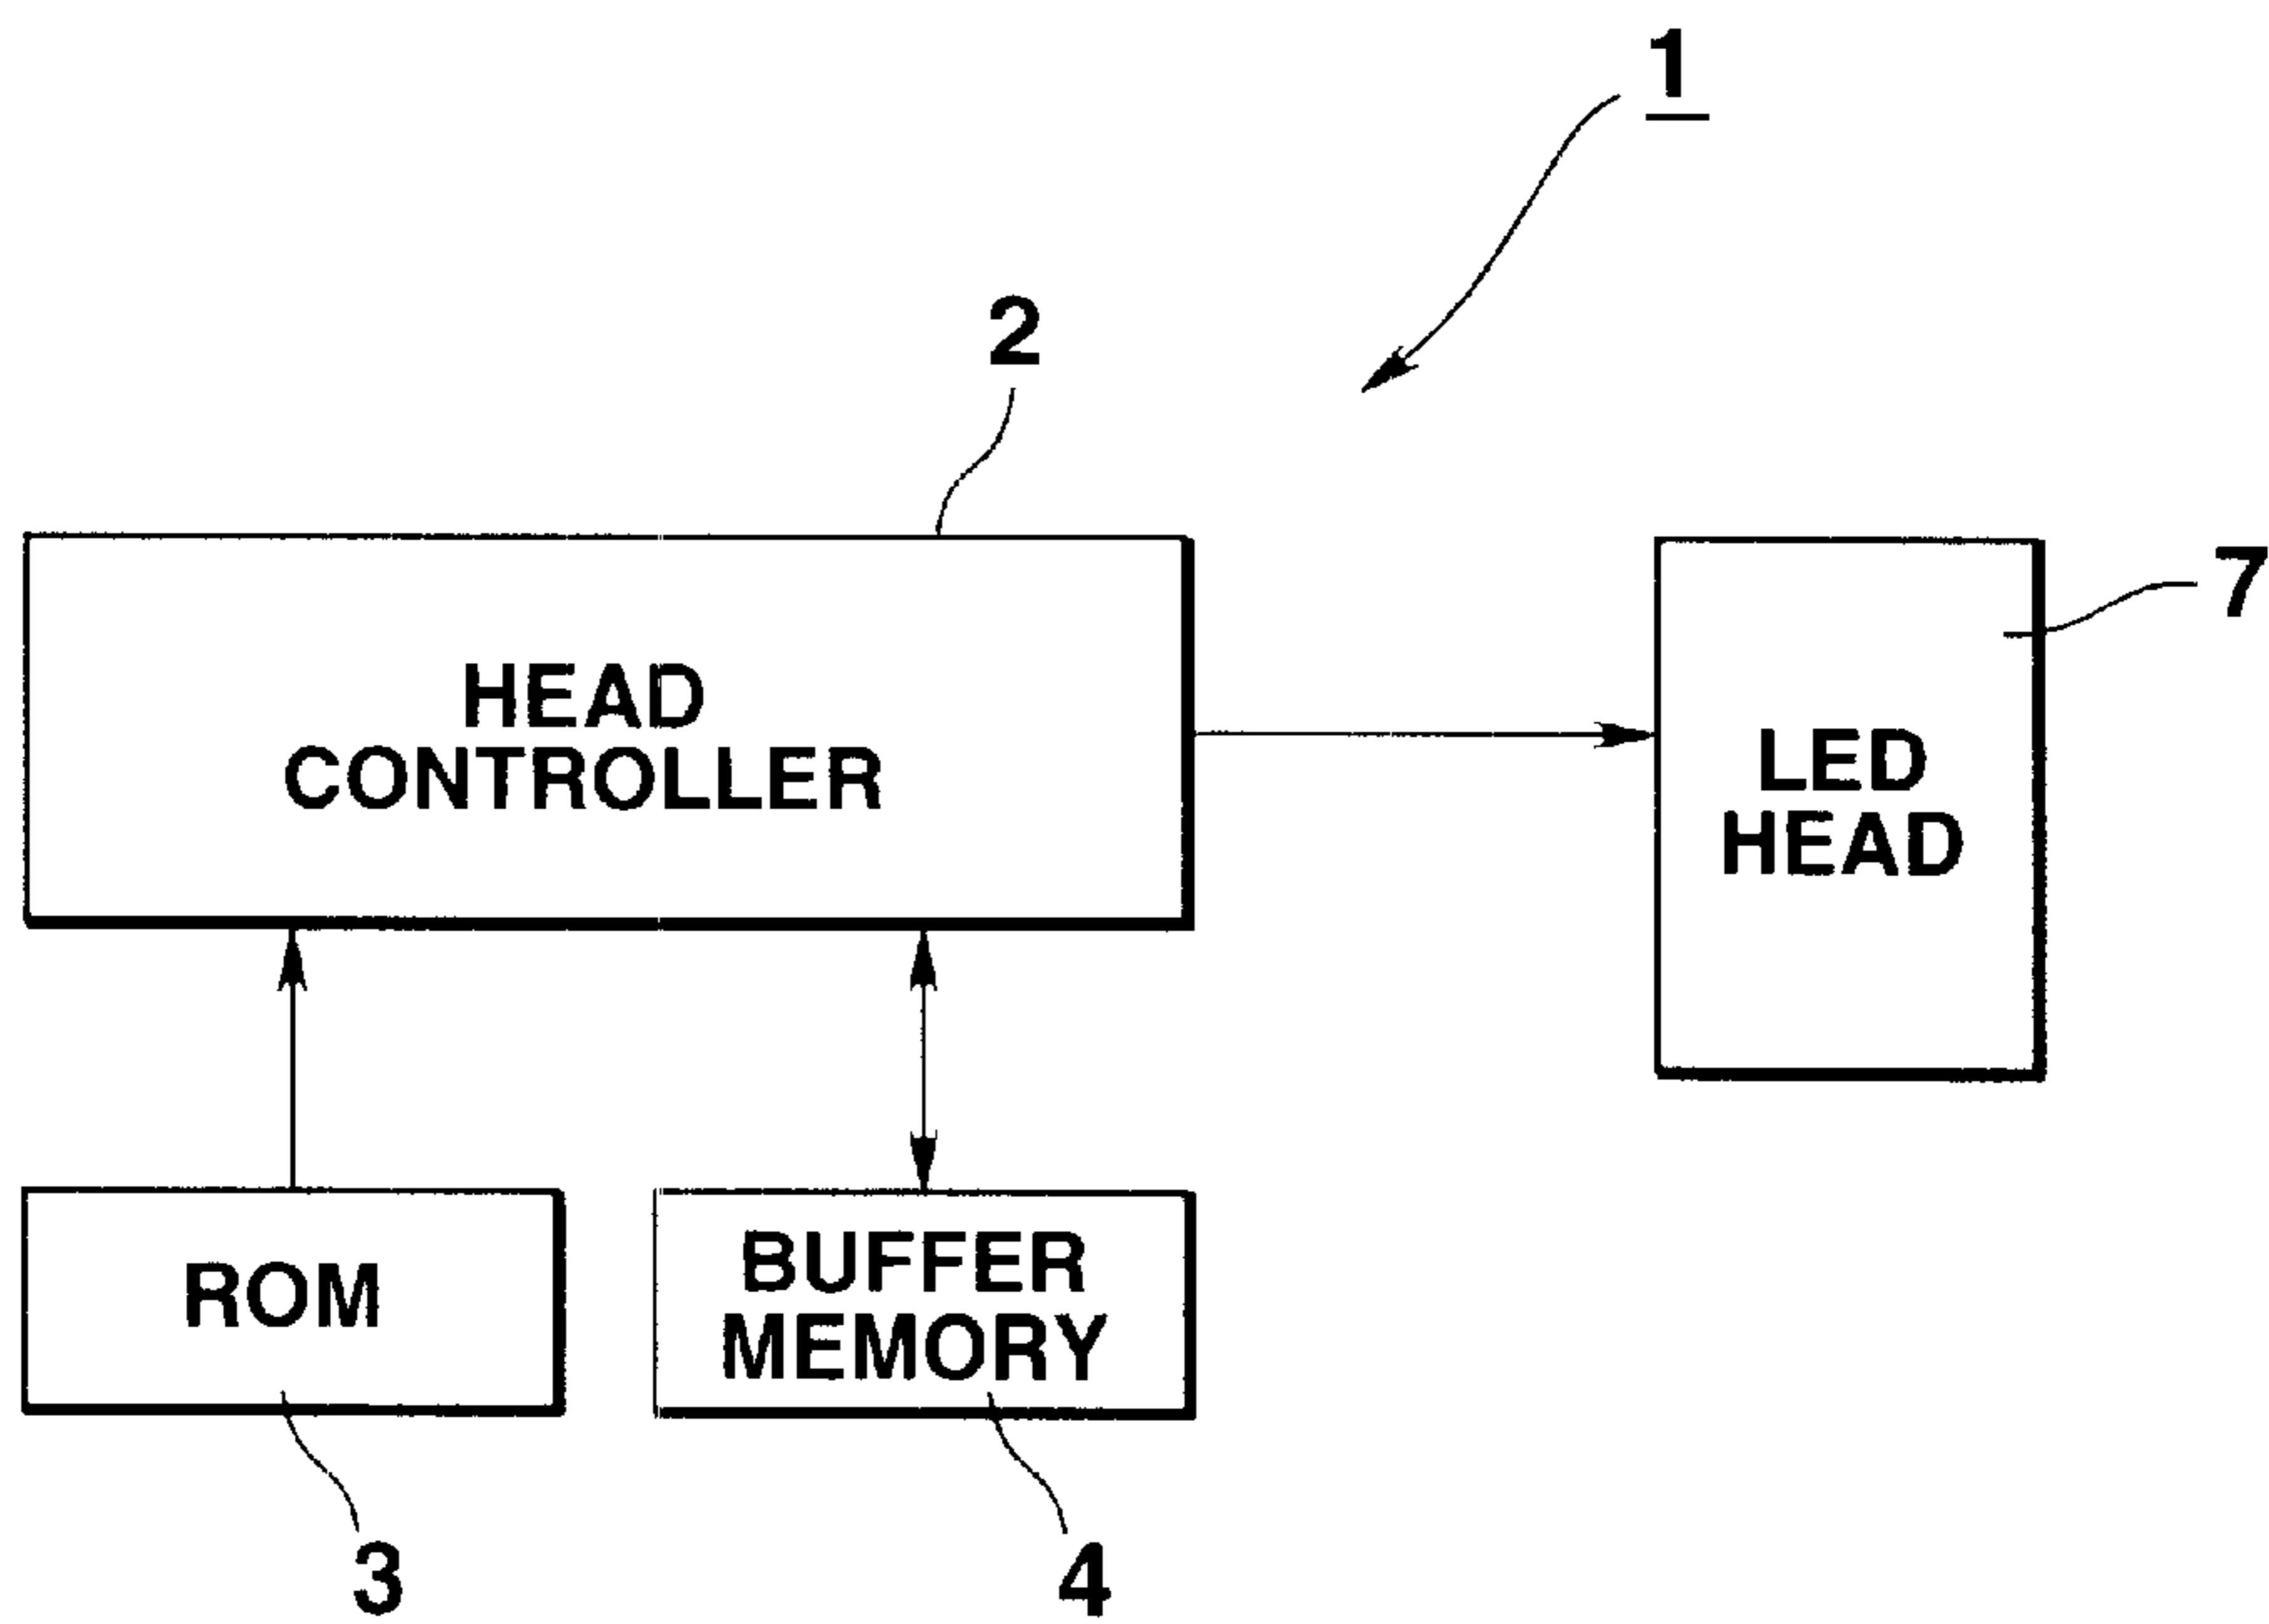 1
2
HEAD
CONTROLLER
7
LED
HEAD
ROM
BUFFER
MEMORY
3
4